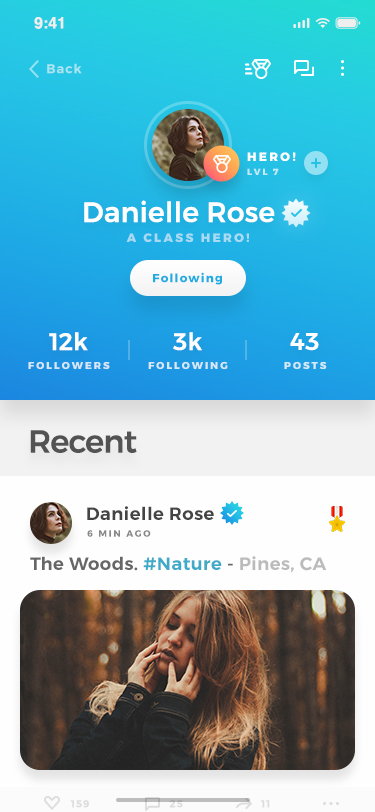 9:41
Back
HERO!
LVL 7
Danielle Rose
A CLASS HERO!
Following
12k 3k 43
FOLLOWERS FOLLOWING POSTS
Recent
Danielle Rose
6 MIN AGO
The Woods. #Nature - Pines, CA
159 25 11